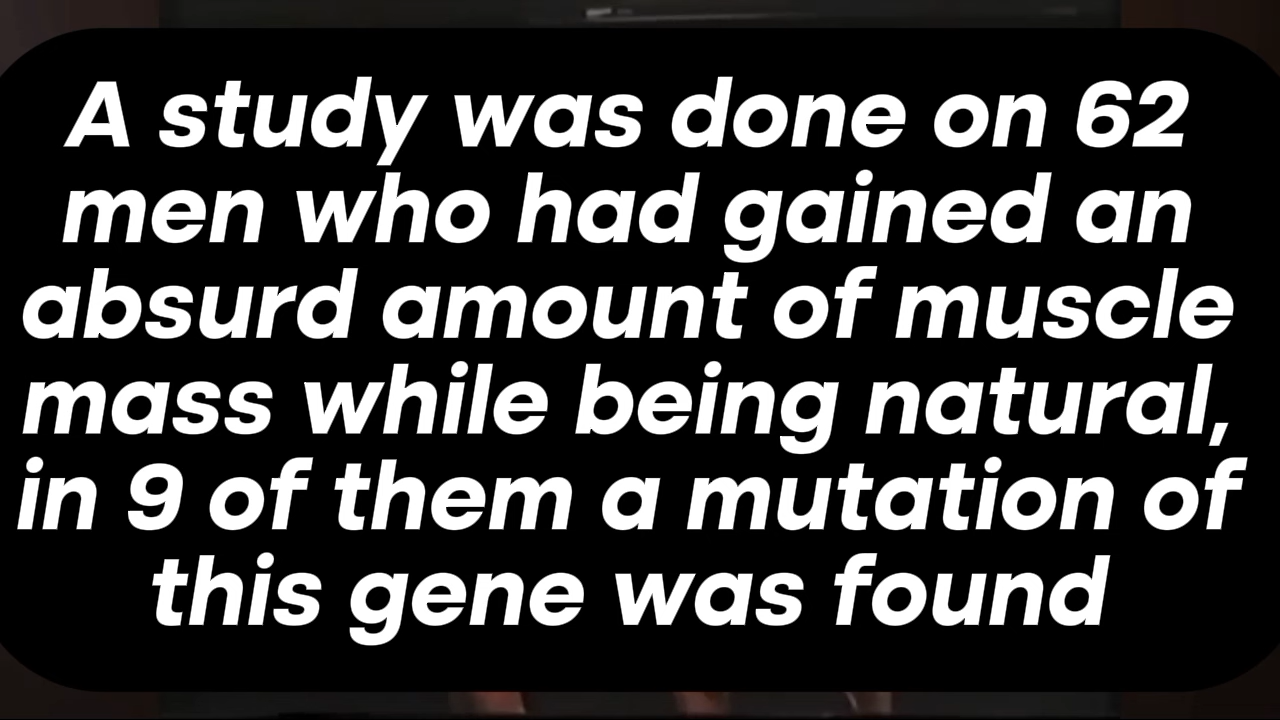 A study was done on 62
men who had gained an
absurd amount of muscle
mass while being natural,
in 9 of them a mutation of
this gene was found